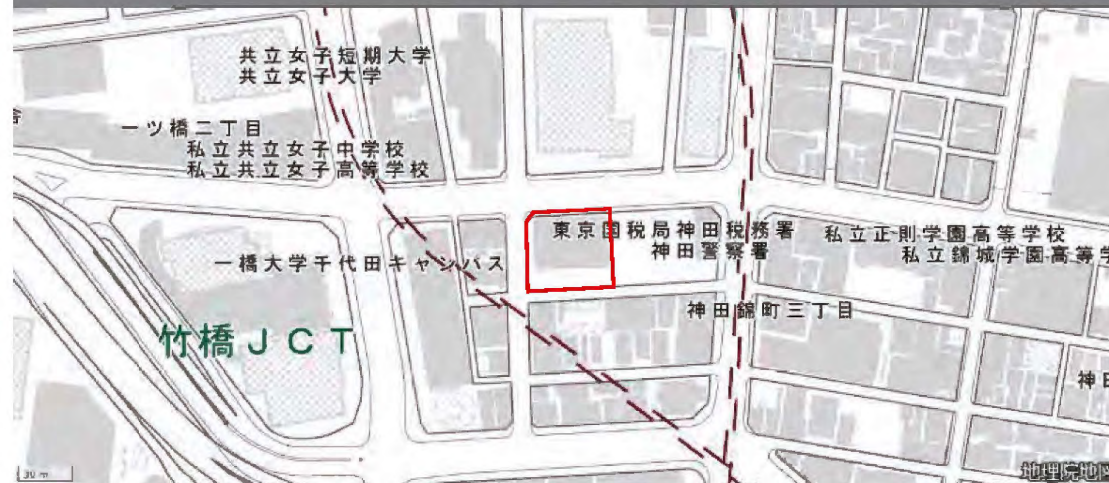 共立女子短期大学
共立女子大学
舎
一ツ橋二丁目
私立共立女子中学校
私立共立女子高等学校
東京国税局神田税務署
神田警察署
私立正則学園高等学校
私立錦城学園高等学
一橋大学千代田キャンパス
神田錦町三丁目
竹橋JCT
神田
30 m
地理院地図